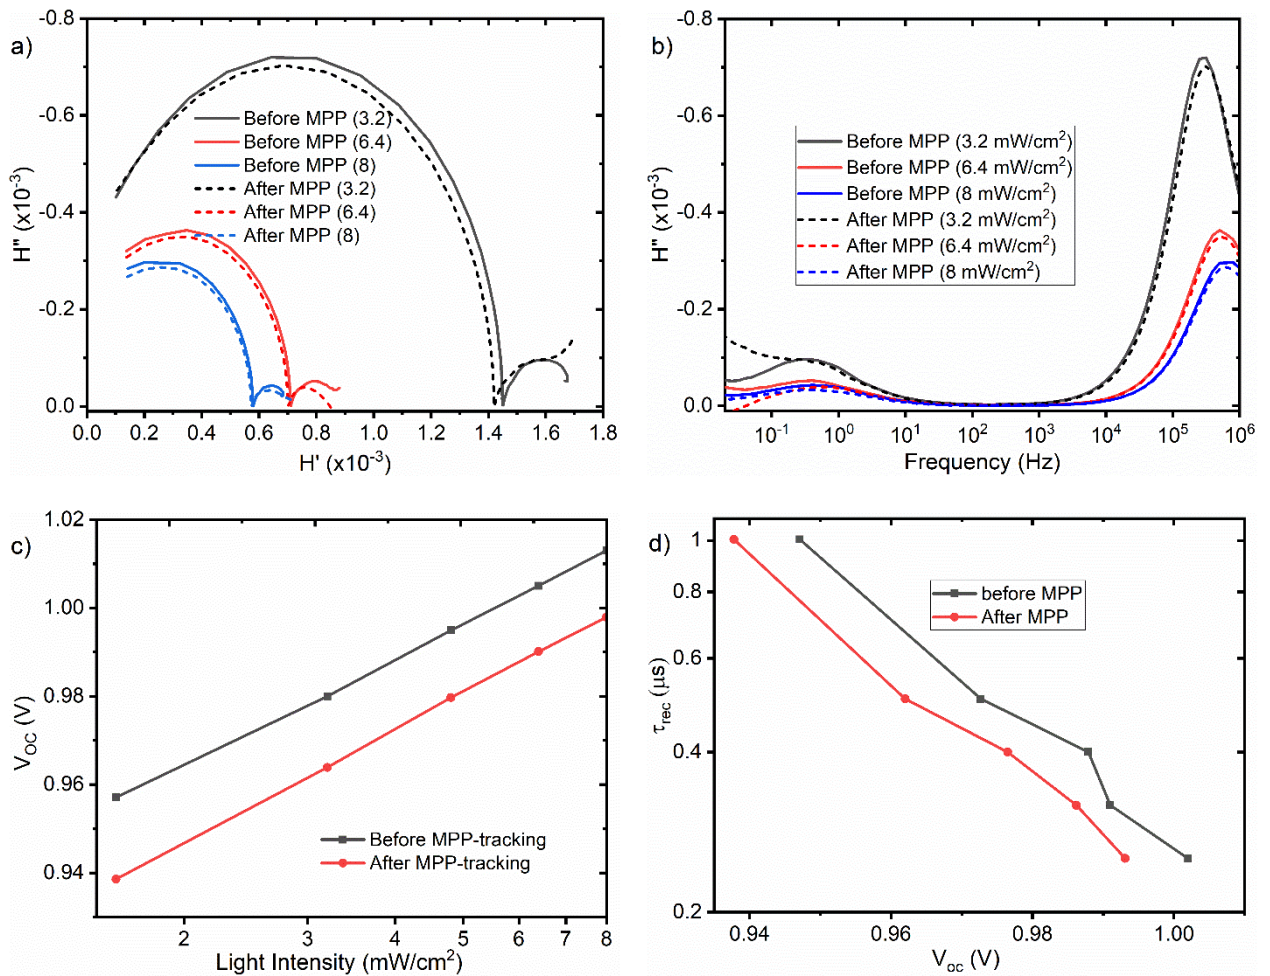 a)
-0.8
-0.6
-0.4
-0.2
0.0
H'' (x10⁻³)
Before MPP (3.2)
Before MPP (6.4)
Before MPP (8)
After MPP (3.2)
After MPP (6.4)
After MPP (8)
0.0 0.2 0.4 0.6 0.8 1.0 1.2 1.4 1.6 1.8
H' (x10⁻³)
b)
-0.8
-0.6
-0.4
-0.2
0.0
H'' (x10⁻³)
Before MPP (3.2 mW/cm²)
Before MPP (6.4 mW/cm²)
Before MPP (8 mW/cm²)
After MPP (3.2 mW/cm²)
After MPP (6.4 mW/cm²)
After MPP (8 mW/cm²)
10⁻¹ 10⁰ 10¹ 10² 10³ 10⁴ 10⁵ 10⁶
Frequency (Hz)
c)
1.02
1.00
0.98
0.96
0.94
V_OC (V)
Before MPP-tracking
After MPP-tracking
2 3 4 5 6 7 8
Light Intensity (mW/cm²)
d)
1
0.8
0.6
0.4
0.2
τ_rec (μs)
before MPP
After MPP
0.94 0.96 0.98 1.00
V_oc (V)